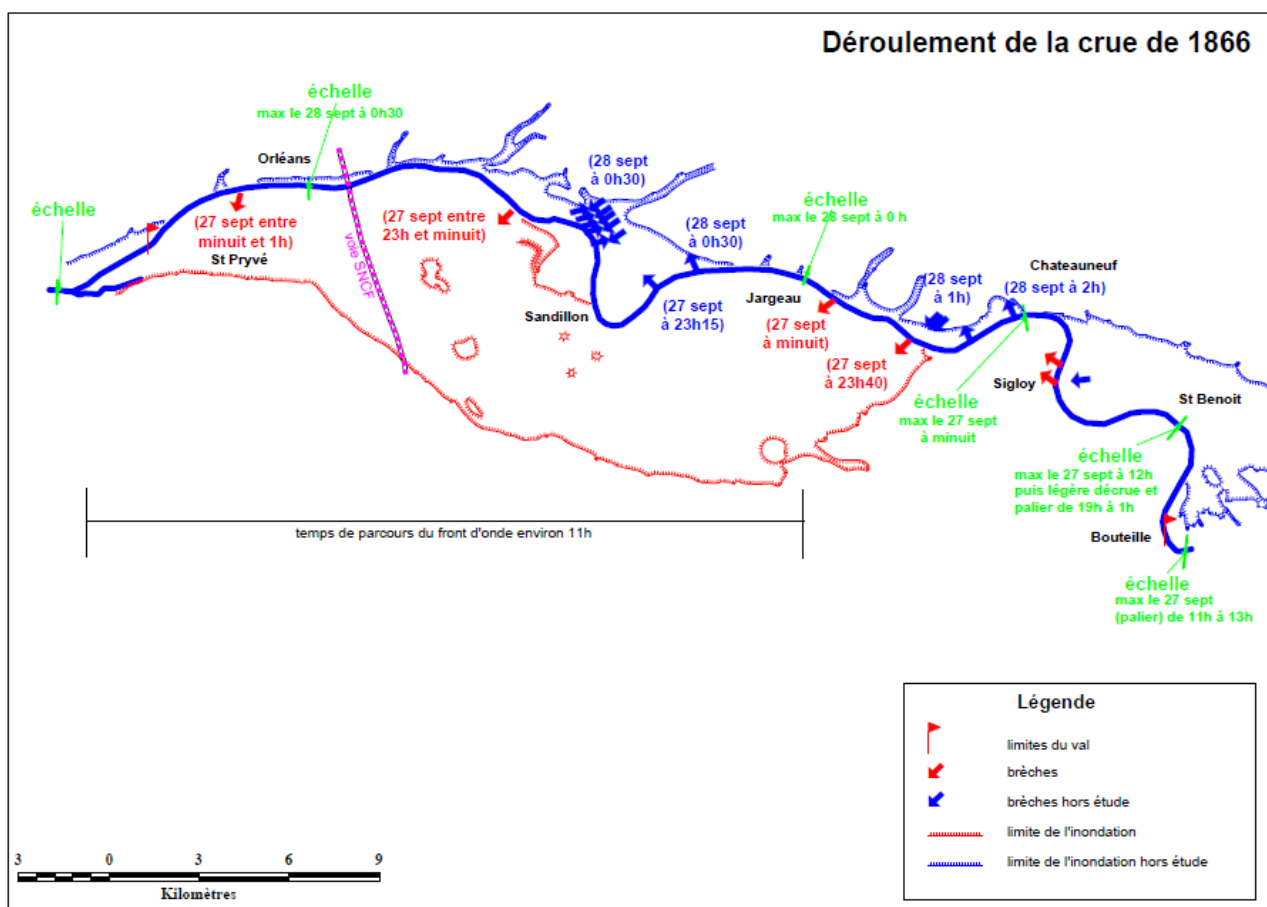 Déroulement de la crue de 1866
échelle
max le 28 sept à 0h30
Orléans
échelle
(27 sept entre
minuit et 1h)
St Pryvé
voie SNCF
(27 sept entre
23h et minuit)
(28 sept
à 0h30)
Sandillon
(27 sept
à 23h15)
(28 sept
à 0h30)
échelle
max le 28 sept à 0 h
Jargeau
(27 sept
à minuit)
(27 sept
à 23h40)
(28 sept
à 1h)
Chateauneuf
(28 sept à 2h)
échelle
max le 27 sept
à minuit
Sigloy
St Benoit
échelle
max le 27 sept à 12h
puis légère décrue et
palier de 19h à 1h
Bouteille
échelle
max le 27 sept
(palier) de 11h à 13h
temps de parcours du front d'onde environ 11h
Légende
limites du val
brèches
brèches hors étude
limite de l'inondation
limite de l'inondation hors étude
3 0 3 6 9
Kilomètres